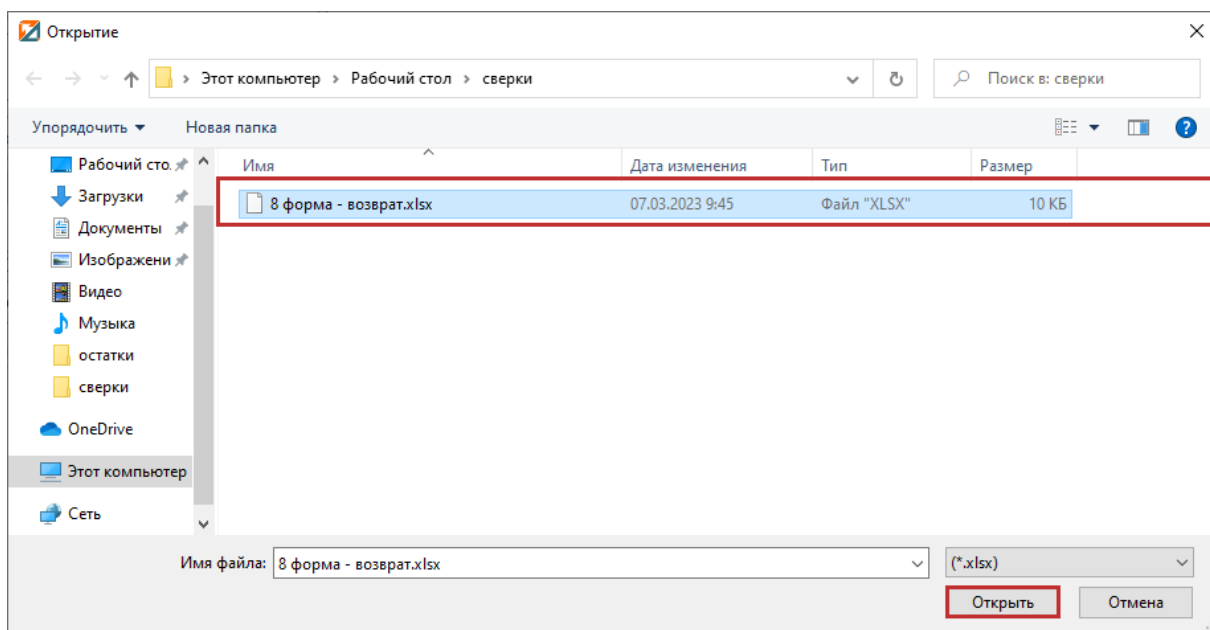 Открытие
Этот компьютер › Рабочий стол › сверки
Поиск в: сверки
Упорядочить Новая папка
Имя Дата изменения Тип Размер
8 форма - возврат.xlsx 07.03.2023 9:45 Файл "XLSX" 10 КБ
Рабочий сто.
Загрузки
Документы
Изображени
Видео
Музыка
остатки
сверки
OneDrive
Этот компьютер
Сеть
Имя файла: 8 форма - возврат.xlsx (*.xlsx)
Открыть Отмена